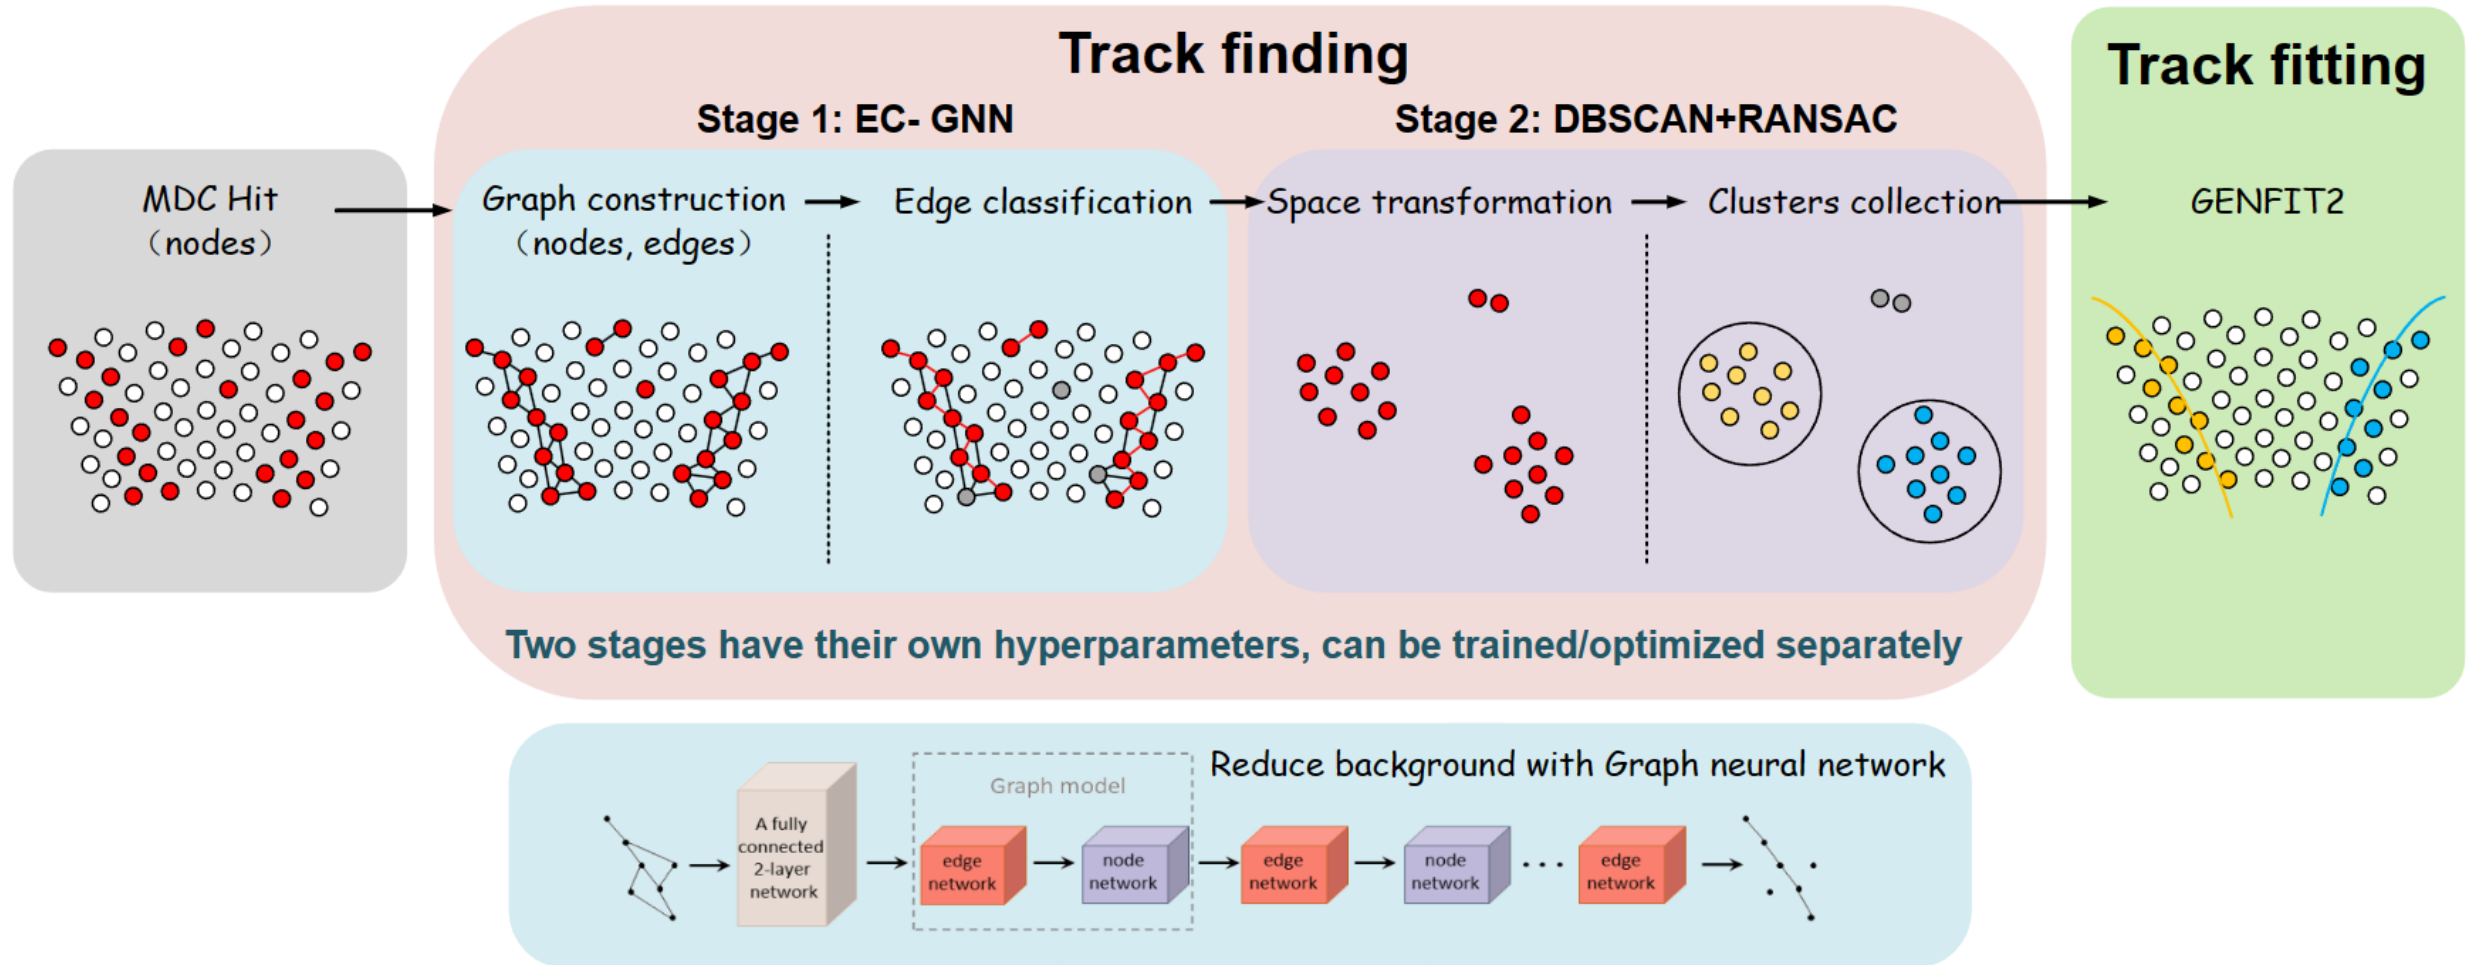 Track finding
Track fitting
Stage 1: EC- GNN
Stage 2: DBSCAN+RANSAC
MDC Hit
（nodes）
Graph construction
（nodes, edges）
Edge classification
Space transformation
Clusters collection
GENFIT2
Two stages have their own hyperparameters, can be trained/optimized separately
Reduce background with Graph neural network
Graph model
A fully
connected
2-layer
network
edge
network
node
network
edge
network
node
network
...
edge
network